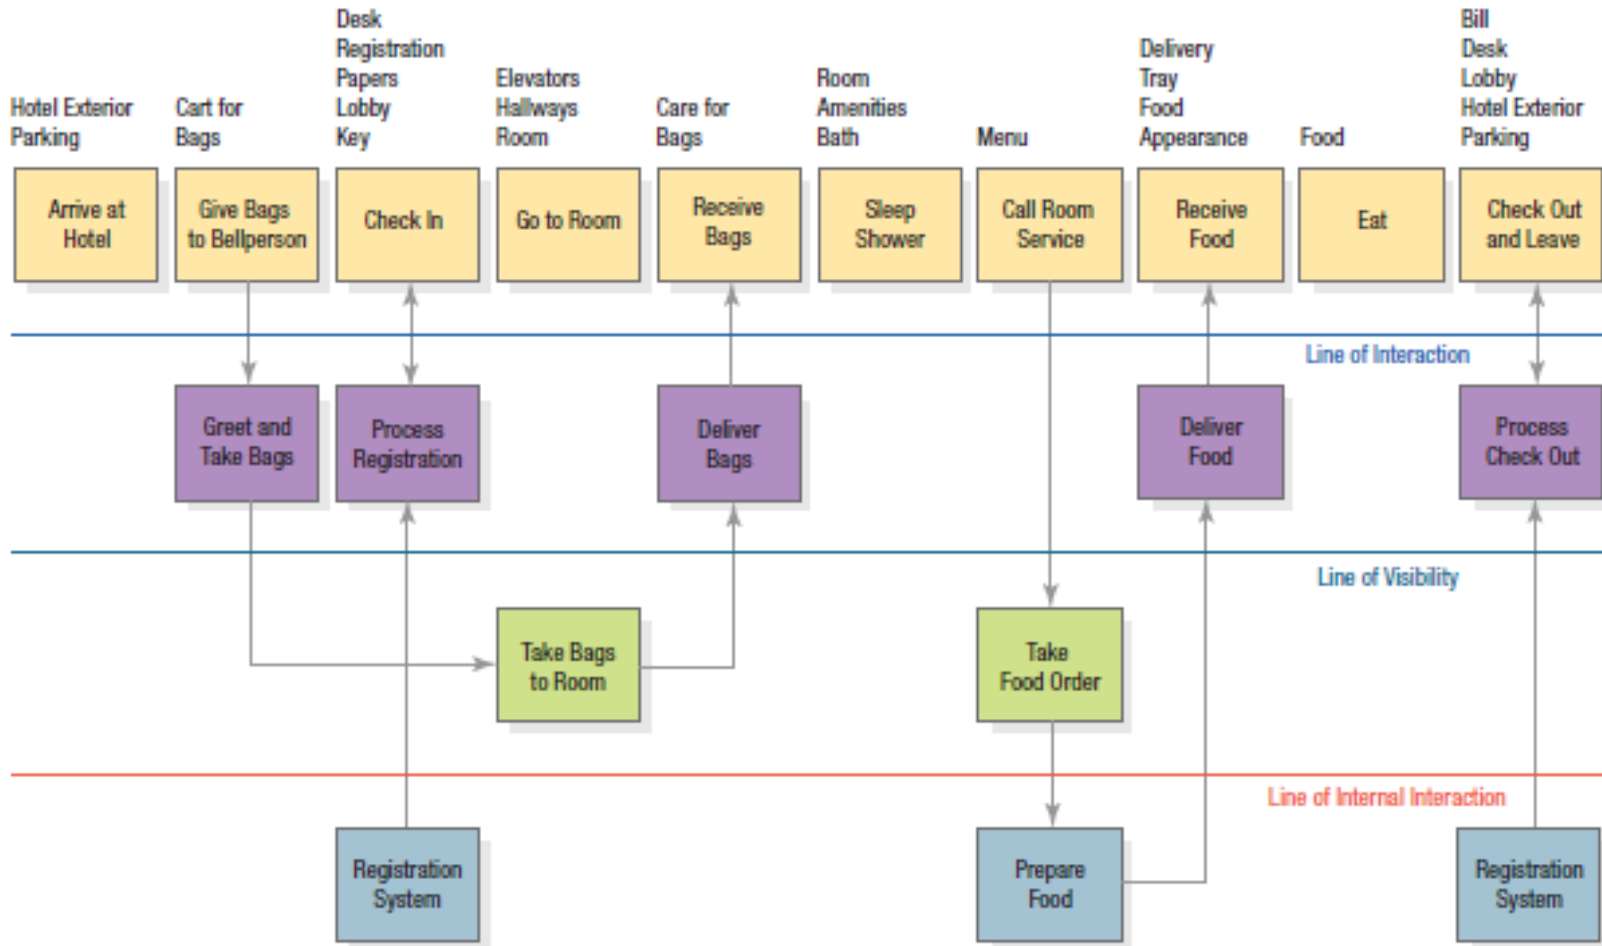 Hotel Exterior
Parking
Cart for
Bags
Desk
Registration
Papers
Lobby
Key
Elevators
Hallways
Room
Care for
Bags
Room
Amenities
Bath
Menu
Delivery
Tray
Food
Appearance
Food
Bill
Desk
Lobby
Hotel Exterior
Parking
Arrive at
Hotel
Give Bags
to Bellperson
Check In
Go to Room
Receive
Bags
Sleep
Shower
Call Room
Service
Receive
Food
Eat
Check Out
and Leave
Line of Interaction
Greet and
Take Bags
Process
Registration
Deliver
Bags
Deliver
Food
Process
Check Out
Line of Visibility
Take Bags
to Room
Take
Food Order
Line of Internal Interaction
Registration
System
Prepare
Food
Registration
System